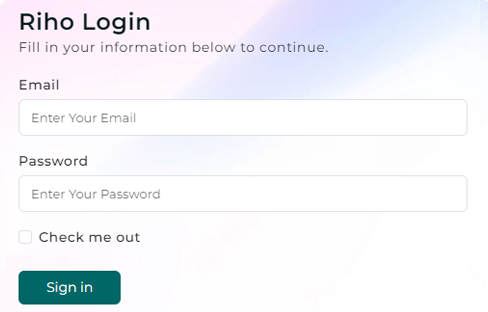 Riho Login
Fill in your information below to continue.
Email
Enter Your Email
Password
Enter Your Password
Check me out
Sign in